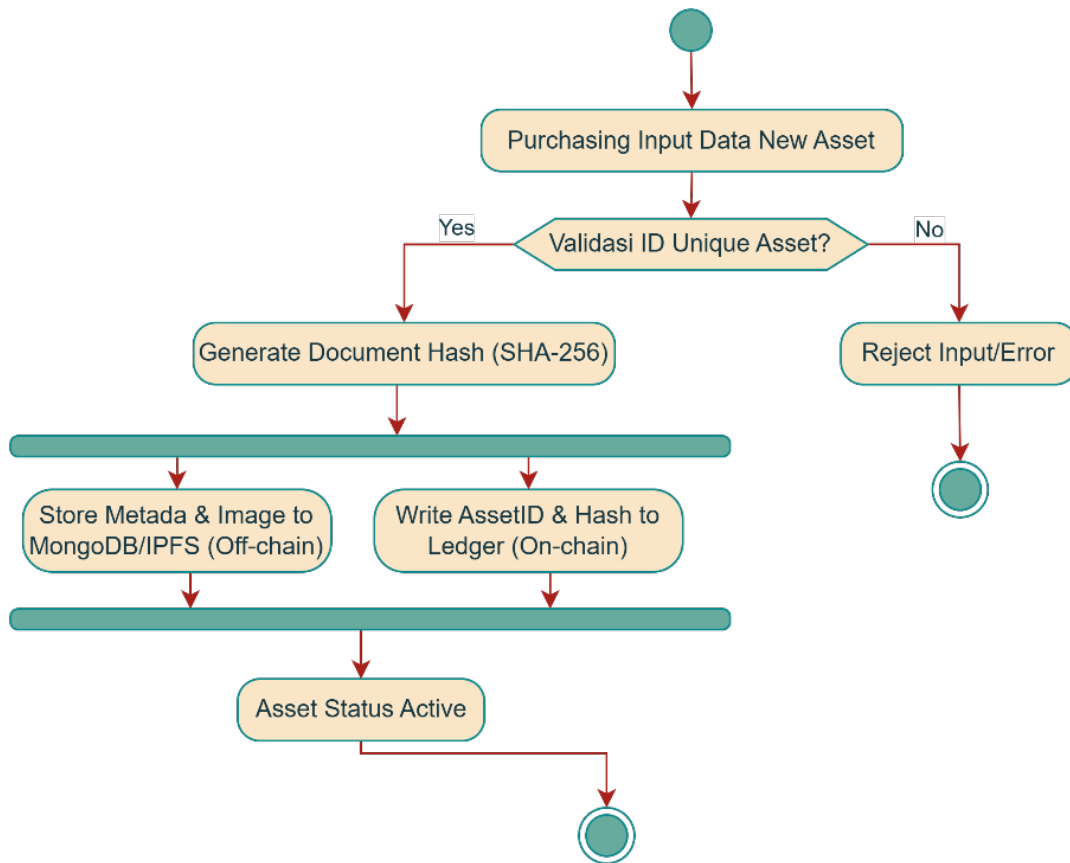 Purchasing Input Data New Asset
Yes
Validasi ID Unique Asset?
No
Generate Document Hash (SHA-256)
Reject Input/Error
Store Metada & Image to
MongoDB/IPFS (Off-chain)
Write AssetID & Hash to
Ledger (On-chain)
Asset Status Active